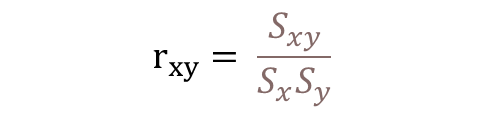 r_xy = S_xy / S_x S_y